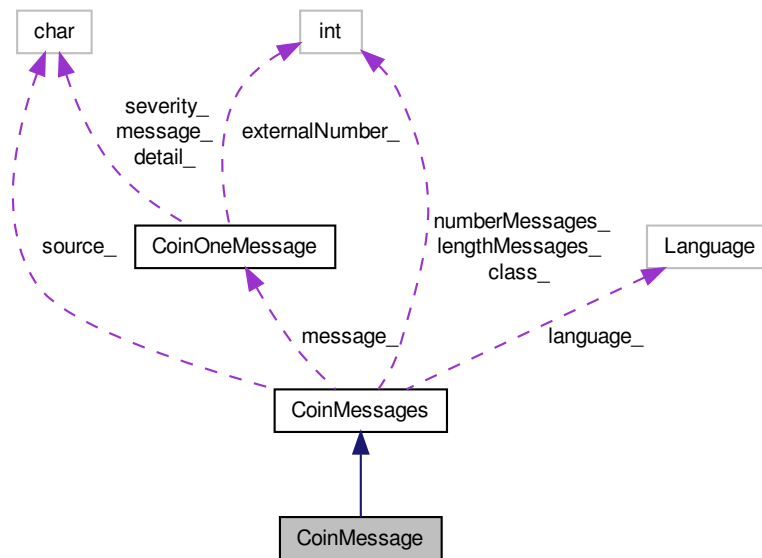 char
int
severity_
message_
detail_
externalNumber_
numberMessages_
lengthMessages_
class_
source_
CoinOneMessage
Language
message_
language_
CoinMessages
CoinMessage